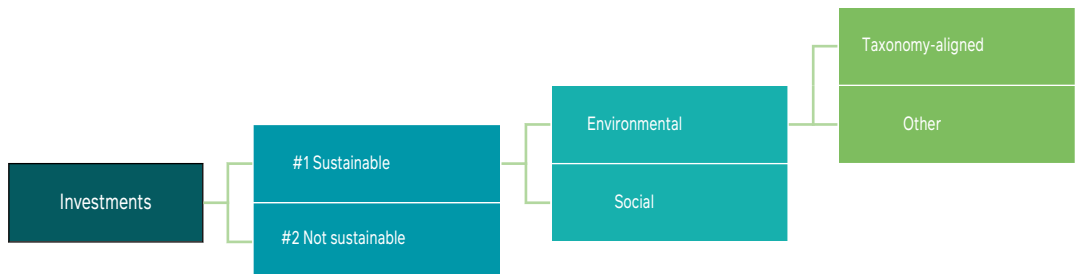 Investments
#1 Sustainable
#2 Not sustainable
Environmental
Social
Taxonomy-aligned
Other